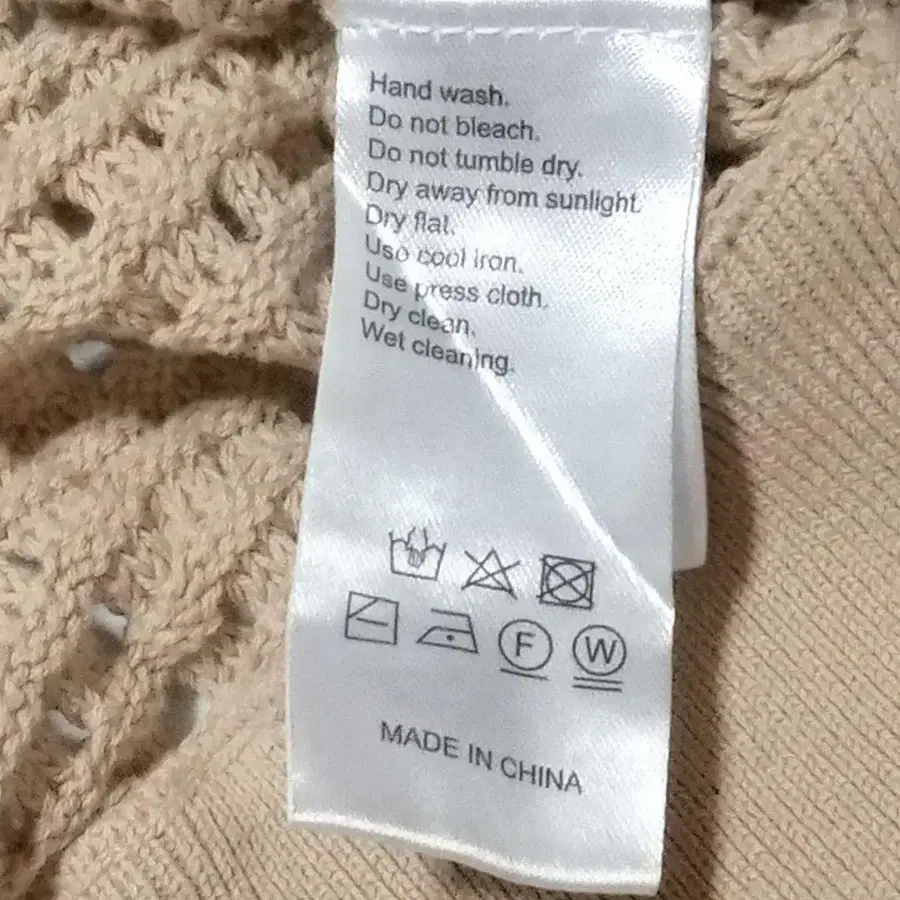 Hand wash.
Do not bleach.
Do not tumble dry.
Dry away from sunlight.
Dry flat.
Use cool iron.
Use press cloth.
Dry clean.
Wet cleaning.
F W
MADE IN CHINA